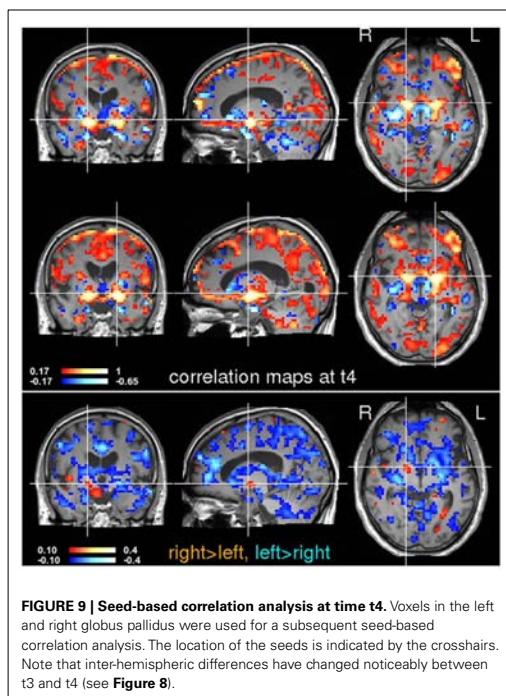 R L
0.17 1
-0.17 -0.65
correlation maps at t4
R L
0.10 0.4
-0.10 -0.4
right>left, left>right
FIGURE 9 | Seed-based correlation analysis at time t4. Voxels in the left
and right globus pallidus were used for a subsequent seed-based
correlation analysis. The location of the seeds is indicated by the crosshairs.
Note that inter-hemispheric differences have changed noticeably between
t3 and t4 (see Figure 8).